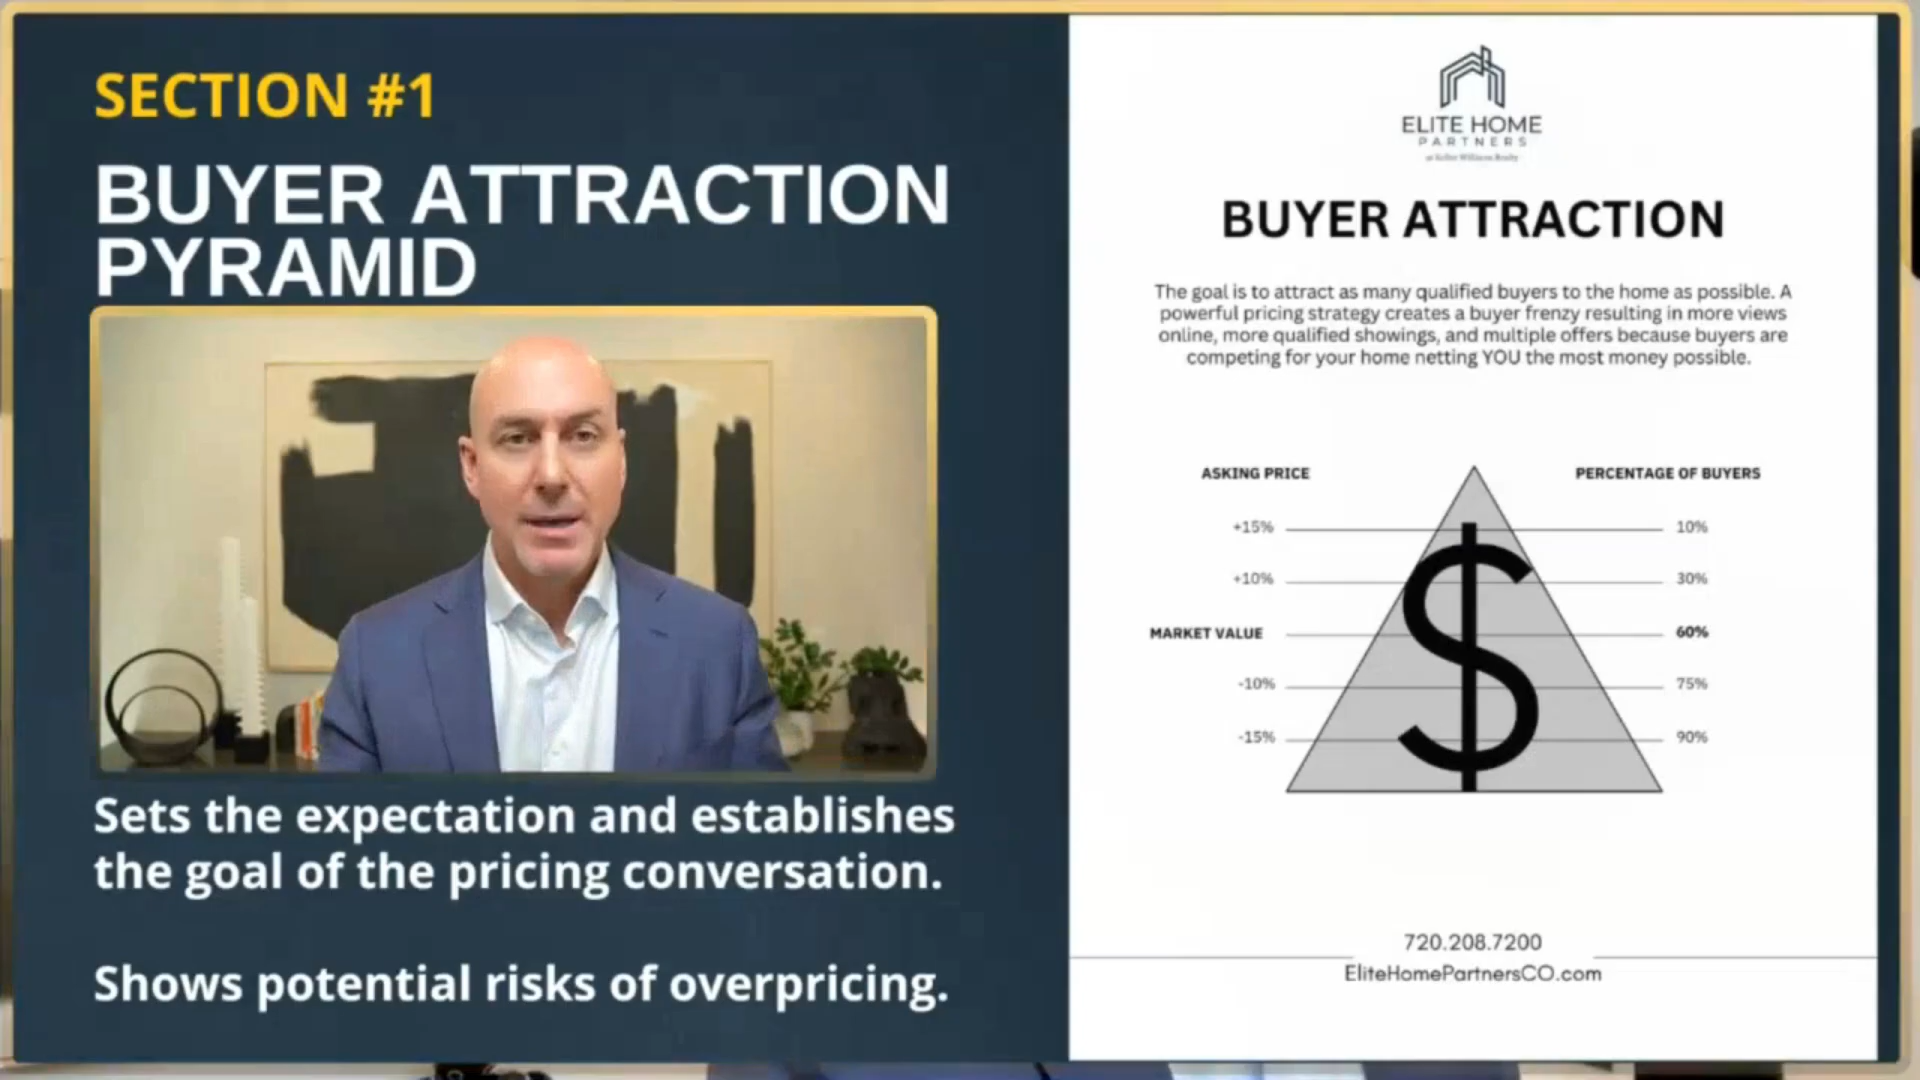 SECTION #1
BUYER ATTRACTION
PYRAMID
Sets the expectation and establishes
the goal of the pricing conversation.
Shows potential risks of overpricing.
ELITE HOME
PARTNERS
at Keller Williams Realty
BUYER ATTRACTION
The goal is to attract as many qualified buyers to the home as possible. A
powerful pricing strategy creates a buyer frenzy resulting in more views
online, more qualified showings, and multiple offers because buyers are
competing for your home netting YOU the most money possible.
ASKING PRICE PERCENTAGE OF BUYERS
+15% 10%
+10% 30%
MARKET VALUE 60%
-10% 75%
-15% 90%
$
720.208.7200
EliteHomePartnersCO.com